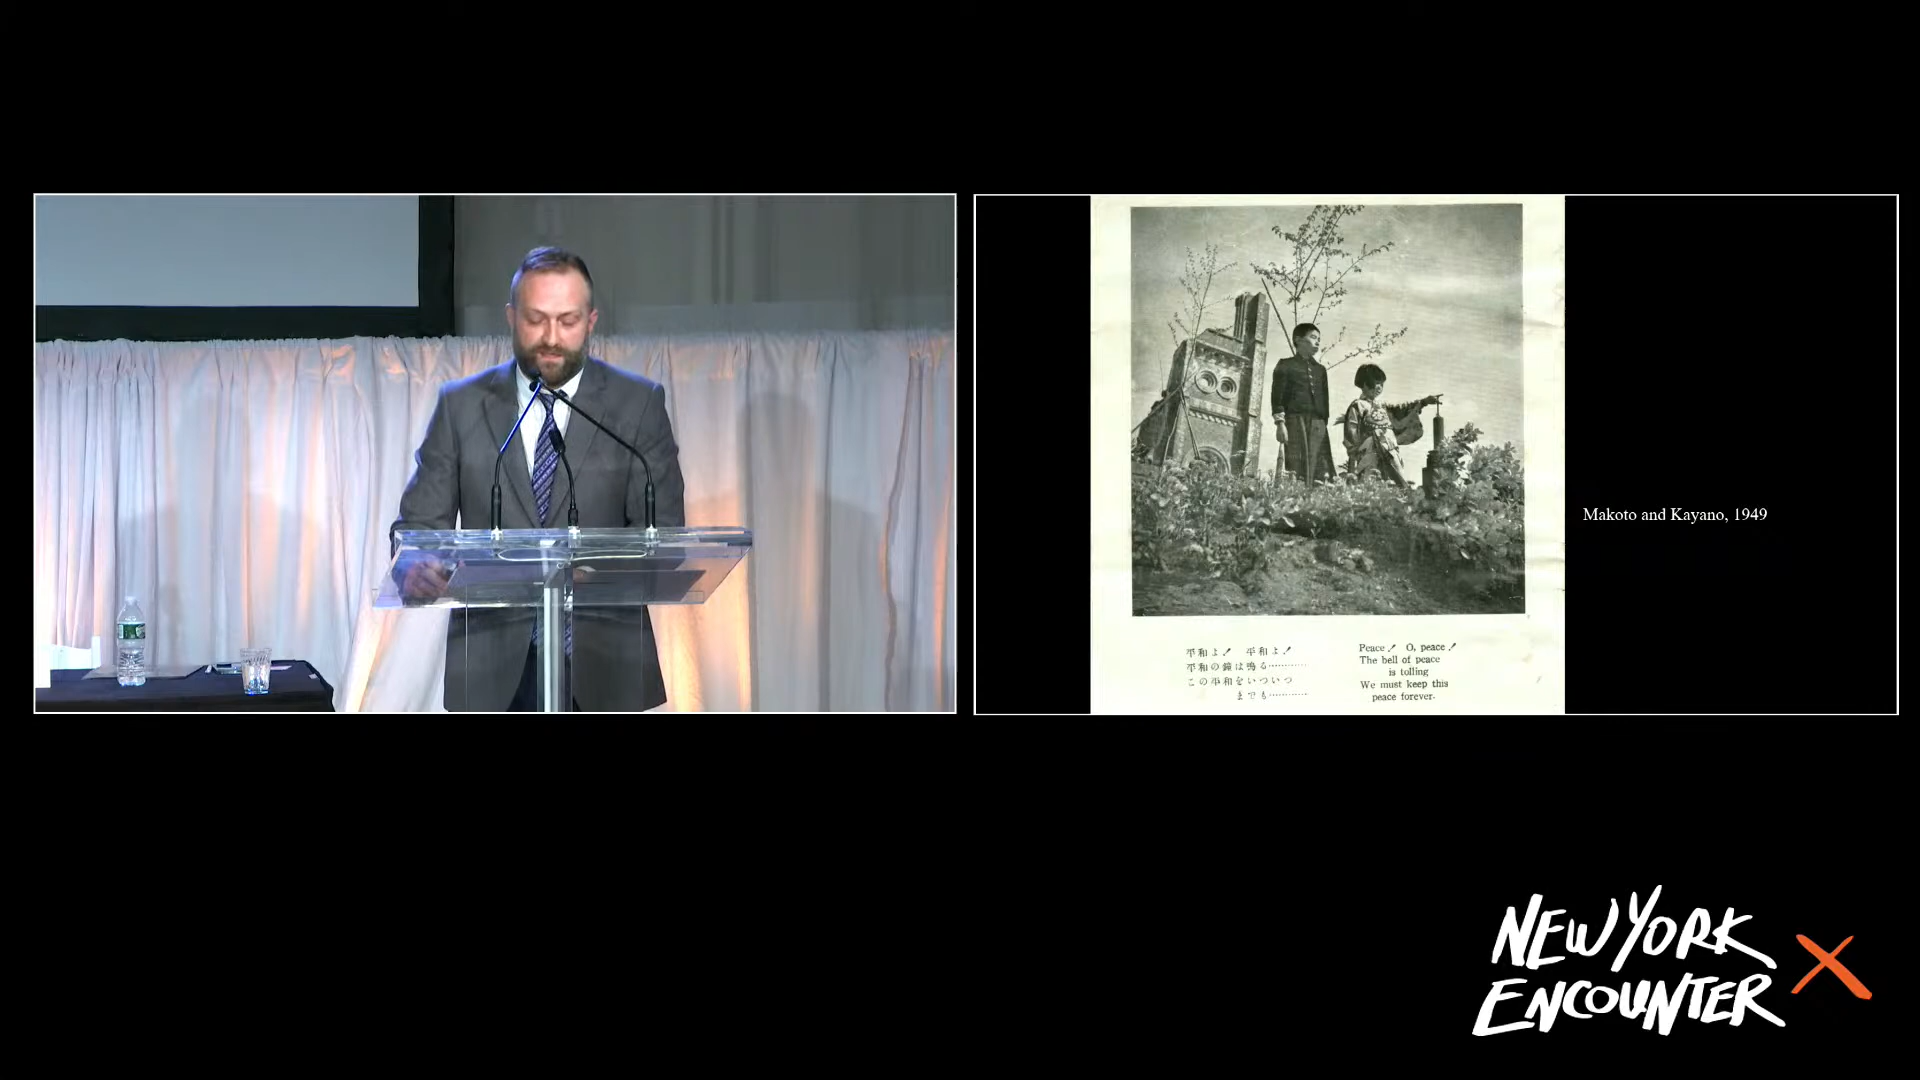 平和よ！ 平和よ！
平和の鐘は鳴る…………
この平和をいついつ
までも…………
Peace! O, peace!
The bell of peace
is tolling
We must keep this
peace forever.
Makoto and Kayano, 1949
NEW YORK
ENCOUNTER